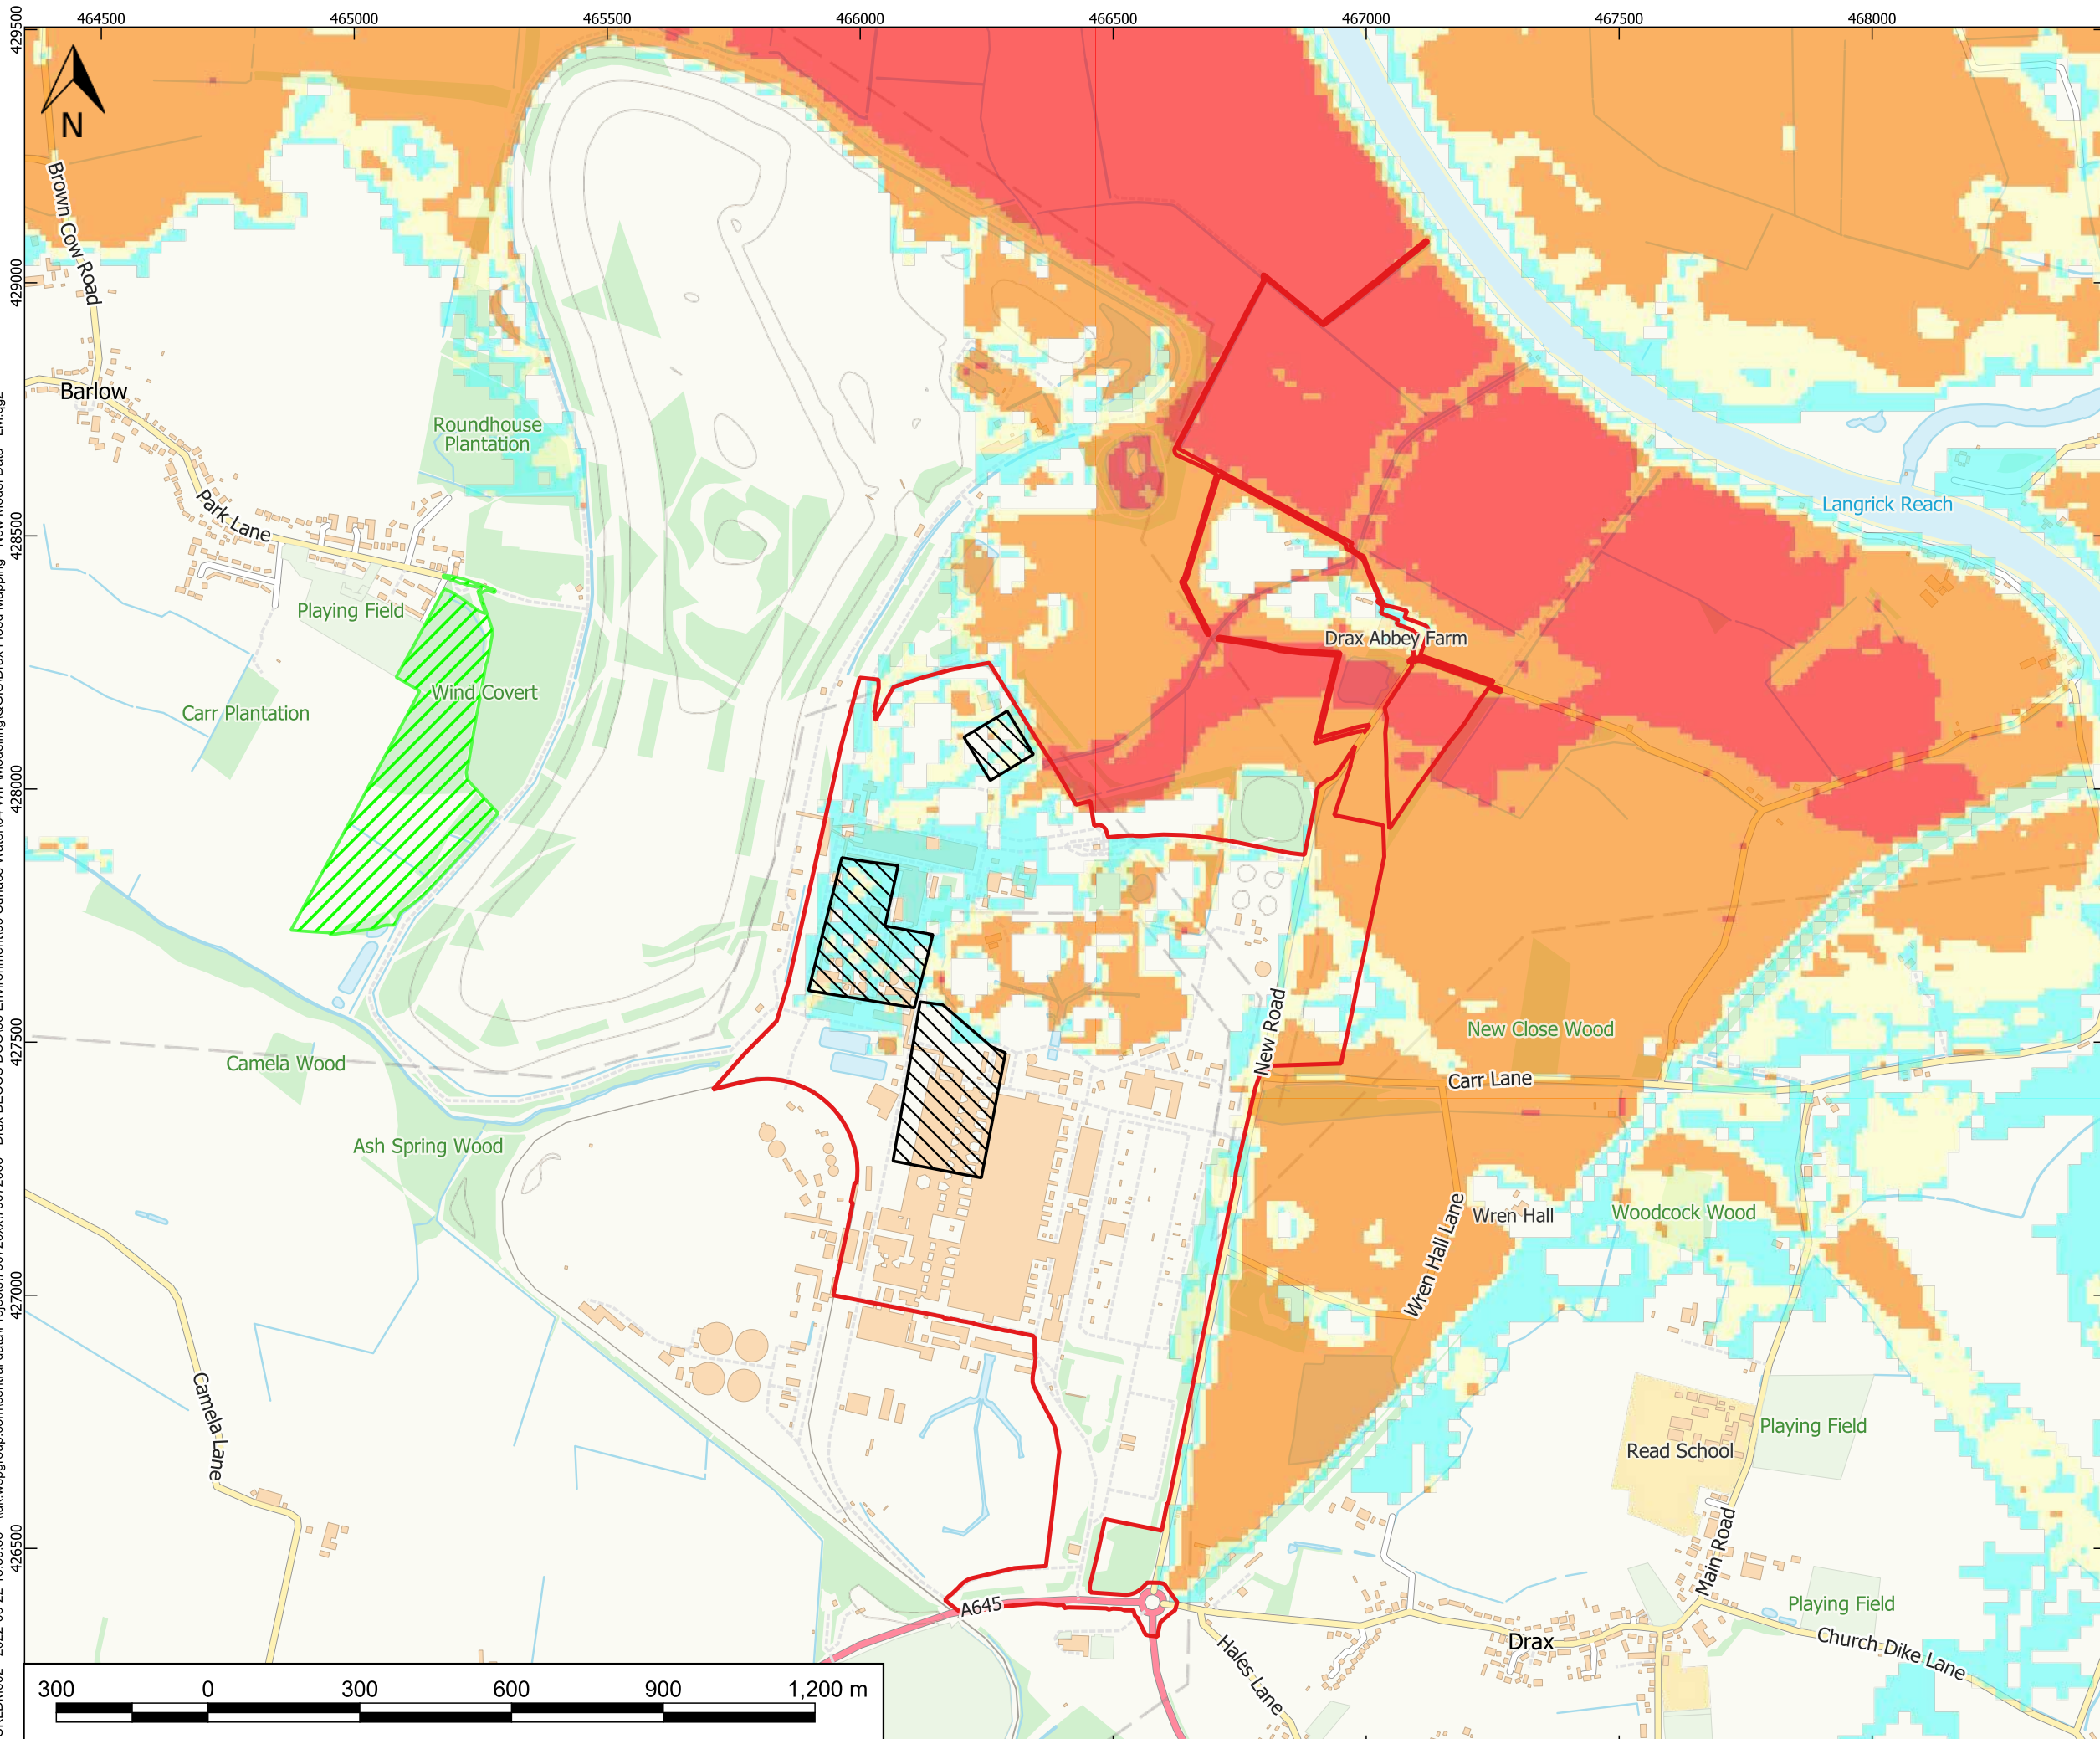 464500 465000 465500 466000 466500 467000 467500 468000
429500
N
Brown Cow Road
429000
Barlow
Roundhouse
Plantation
Park Lane
428500
Langrick Reach
Playing Field
Drax Abbey Farm
Wind Covert
Carr Plantation
428000
New Road
New Close Wood
427500
Camela Wood
Carr Lane
Ash Spring Wood
Wren Hall Lane
Wren Hall
Woodcock Wood
427000
Camela Lane
Playing Field
Read School
426500
Main Road
A645
Playing Field
Drax
Hales Lane
Church Dike Lane
300 0 300 600 900 1,200 m